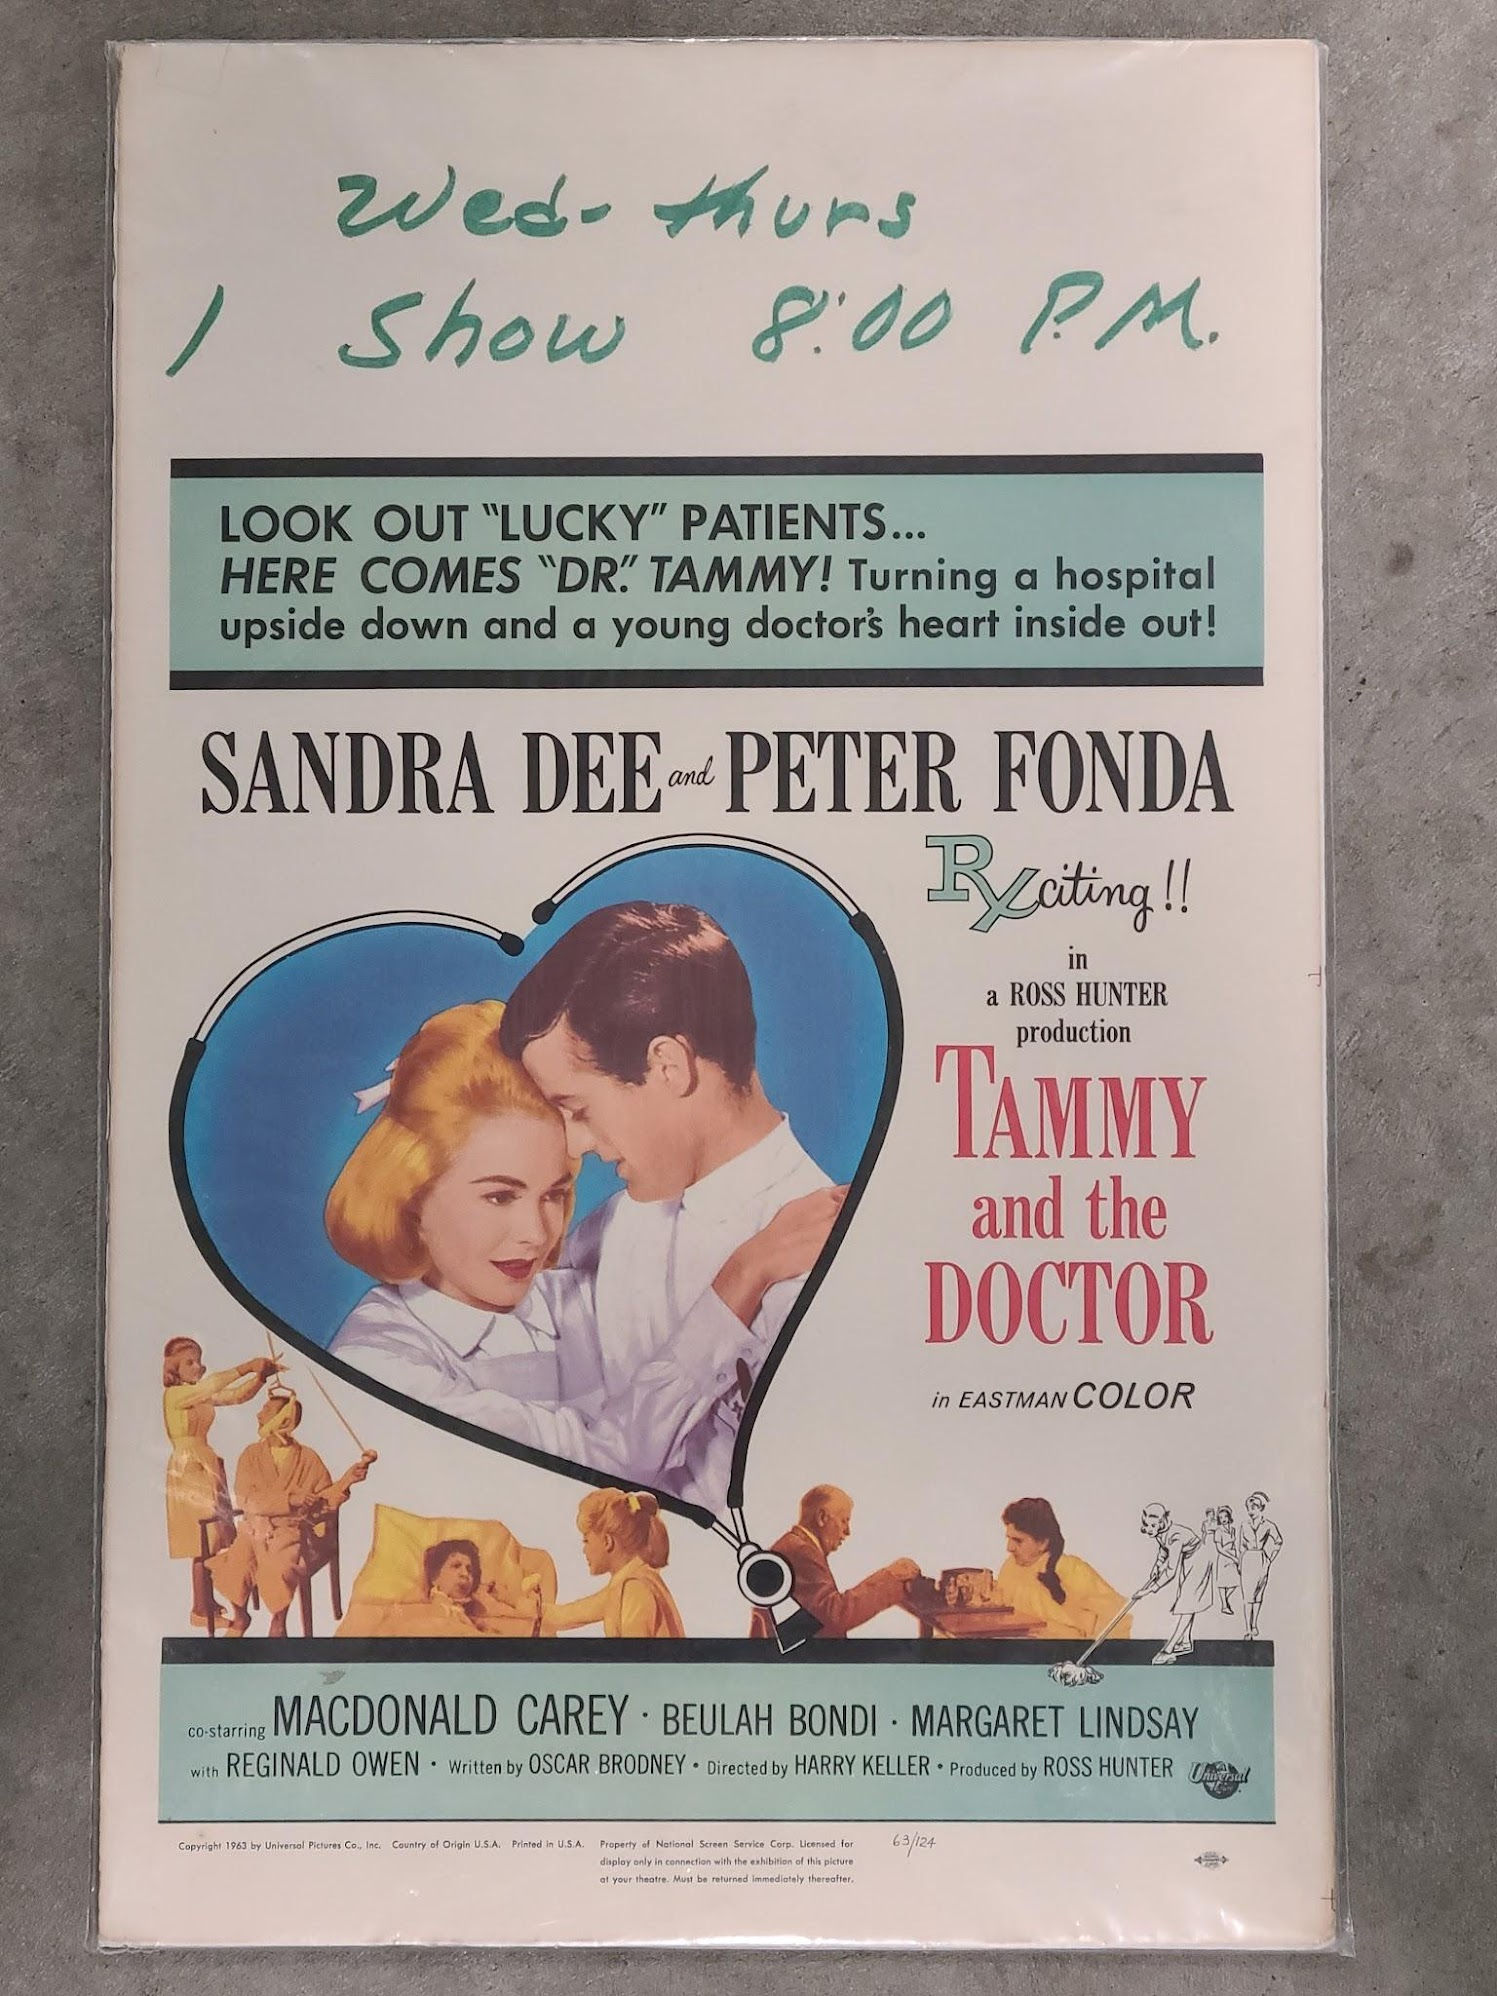 Wed-thurs
1 Show 8:00 P.M.
LOOK OUT "LUCKY" PATIENTS...
HERE COMES "DR." TAMMY! Turning a hospital
upside down and a young doctor's heart inside out!
SANDRA DEE and PETER FONDA
Rxciting!!
in
a ROSS HUNTER
production
TAMMY
and the
DOCTOR
in EASTMAN COLOR
co-starring MACDONALD CAREY · BEULAH BONDI · MARGARET LINDSAY
with REGINALD OWEN • Written by OSCAR BRODNEY • Directed by HARRY KELLER • Produced by ROSS HUNTER
Universal
Copyright 1963 by Universal Pictures Co., Inc. Country of Origin U.S.A. Printed in U.S.A.
Property of National Screen Service Corp. Licensed for
display only in connection with the exhibition of this picture
at your theatre. Must be returned immediately thereafter.
63/124